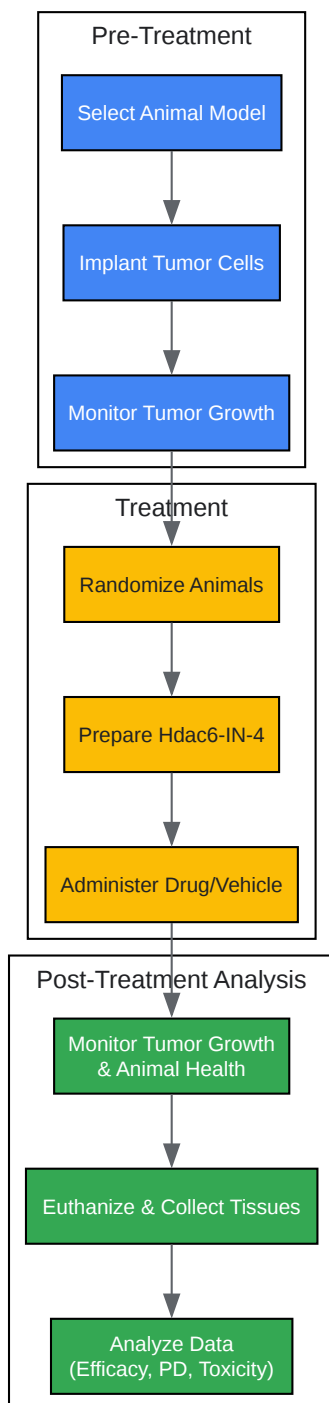 Pre-Treatment
Select Animal Model
Implant Tumor Cells
Monitor Tumor Growth
Treatment
Randomize Animals
Prepare Hdac6-IN-4
Administer Drug/Vehicle
Post-Treatment Analysis
Monitor Tumor Growth
& Animal Health
Euthanize & Collect Tissues
Analyze Data
(Efficacy, PD, Toxicity)